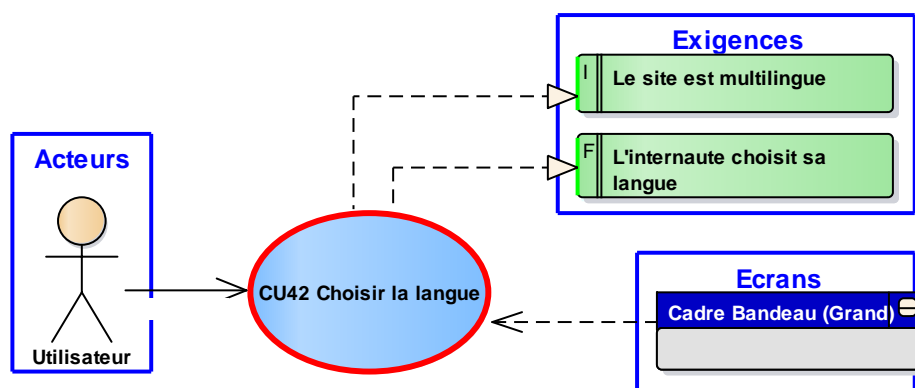 Exigences
I
Le site est multilingue
F
L'internaute choisit sa
langue
Acteurs
Utilisateur
CU42 Choisir la langue
Ecrans
Cadre Bandeau (Grand)